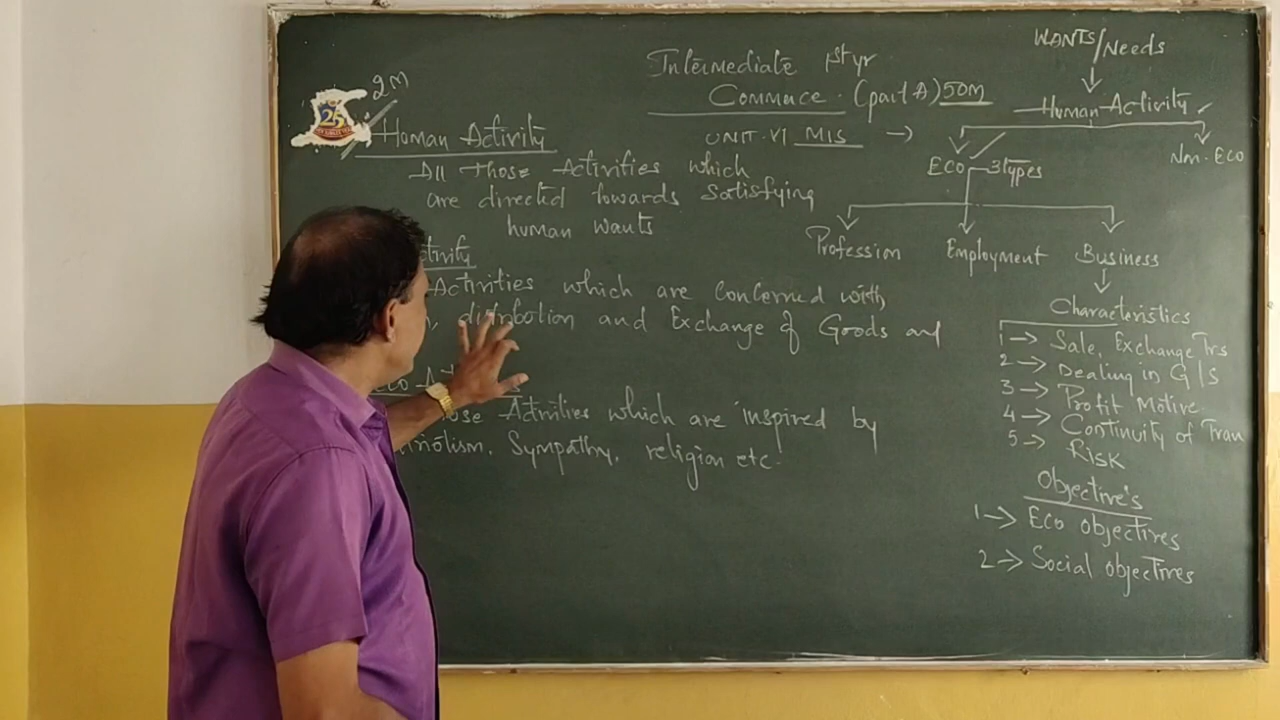 Intermediate 1st yr
Commerce. (part A) 50M
UNIT-VI MIS →
2M
25
Human Activity
All Those Activities which
are directed towards Satisfying
human wants
Activities which are Concerned with
distribution and Exchange of Goods and
Activities which are inspired by
Sympathy, religion etc.
WANTS/Needs
Human Activity
ECO 3 types
Non-ECO
Profession Employment Business
Characteristics
1 → Sale, Exchange Trs
2 → Dealing in G/S
3 → Profit Motive
4 → Continuity of Tran
5 → Risk
Objective's
1 → Eco objectives
2 → Social objectives